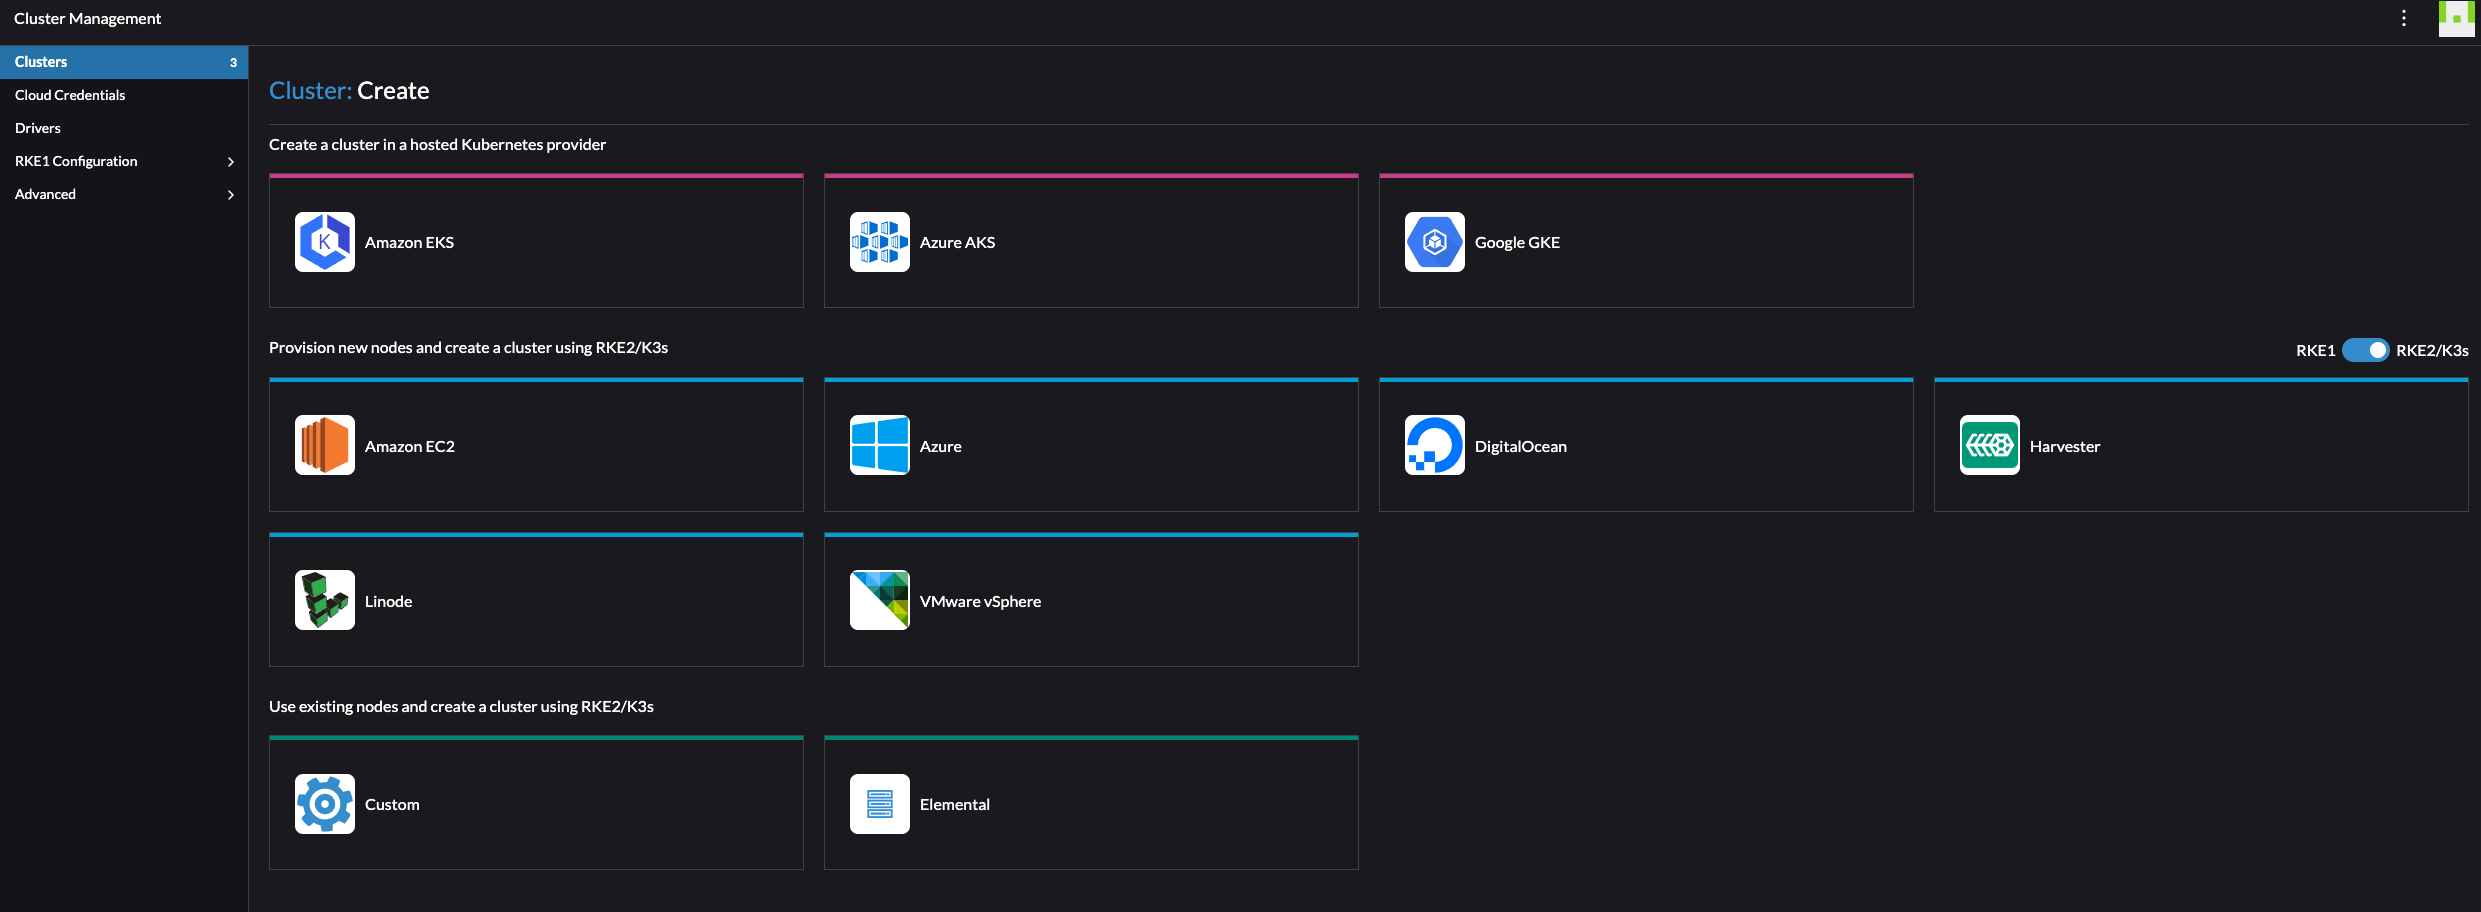 Cluster Management
Clusters 3
Cloud Credentials
Drivers
RKE1 Configuration
Advanced
Cluster: Create
Create a cluster in a hosted Kubernetes provider
K
Amazon EKS
Azure AKS
Google GKE
Provision new nodes and create a cluster using RKE2/K3s
RKE1 RKE2/K3s
Amazon EC2
Azure
DigitalOcean
Harvester
Linode
VMware vSphere
Use existing nodes and create a cluster using RKE2/K3s
Custom
Elemental